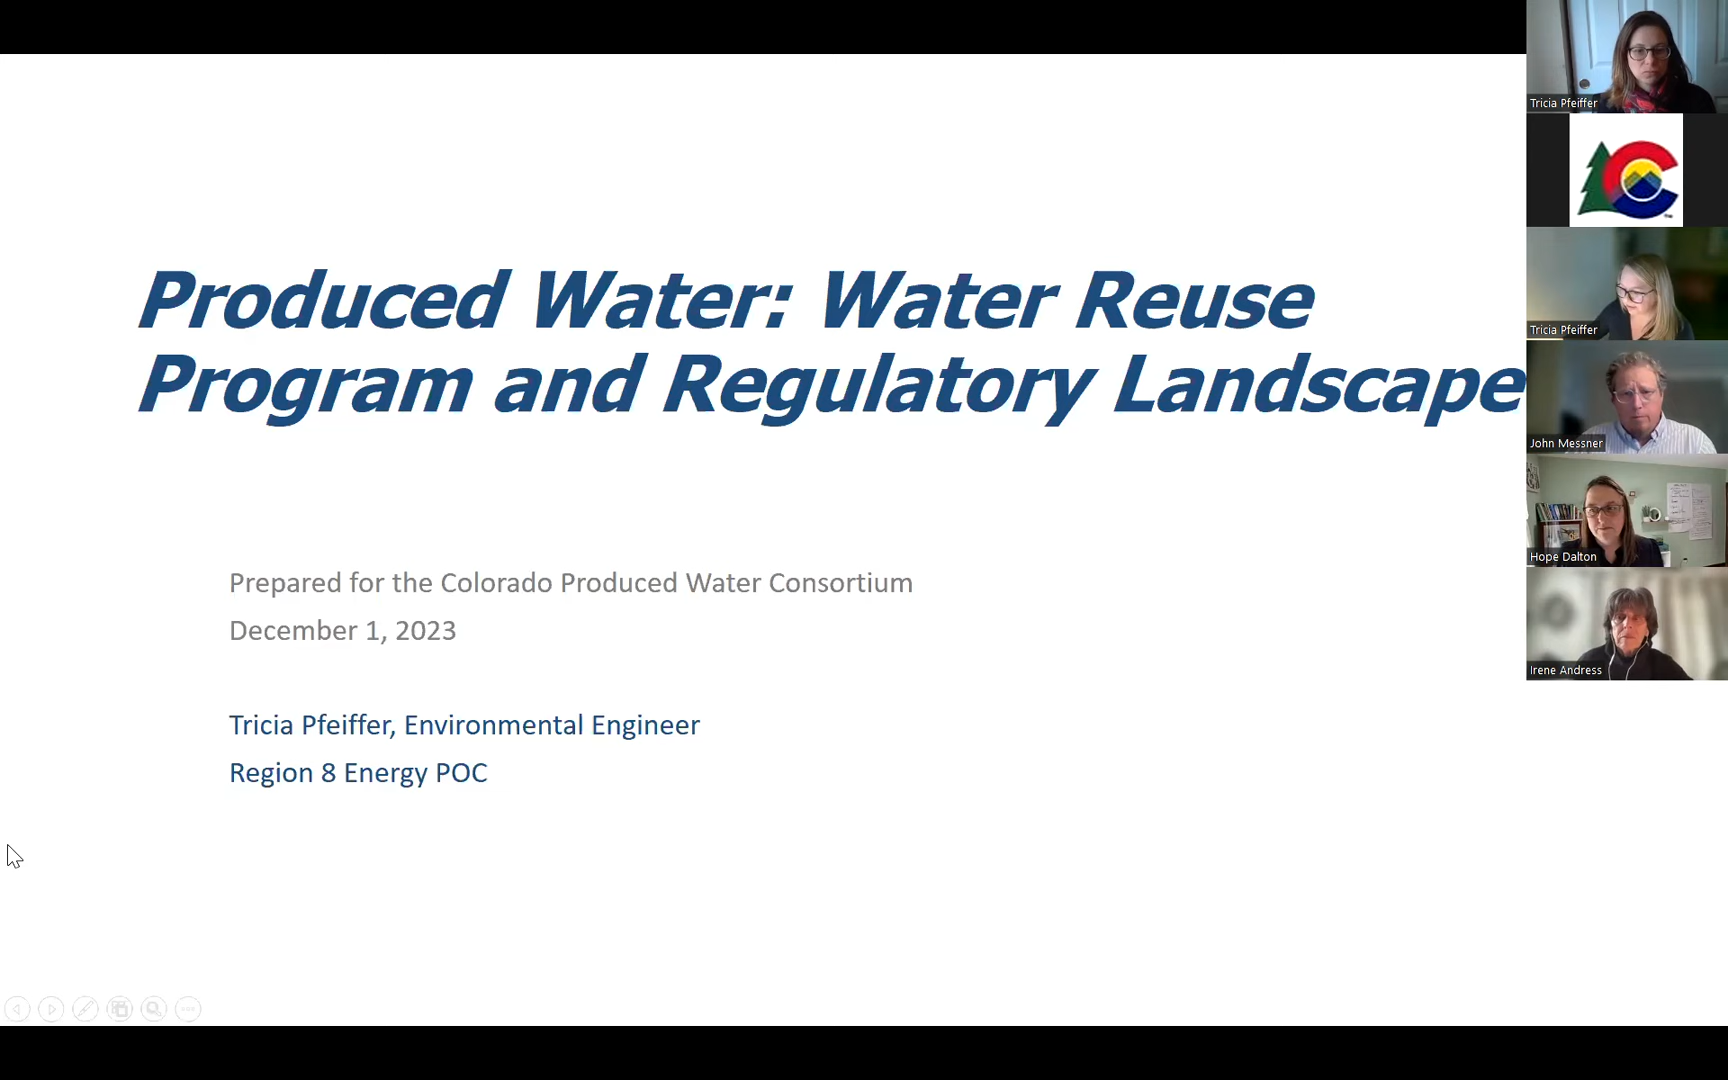 Produced Water: Water Reuse
Program and Regulatory Landscape
Prepared for the Colorado Produced Water Consortium
December 1, 2023
Tricia Pfeiffer, Environmental Engineer
Region 8 Energy POC
Tricia Pfeiffer
Tricia Pfeiffer
John Messner
Hope Dalton
Irene Andress